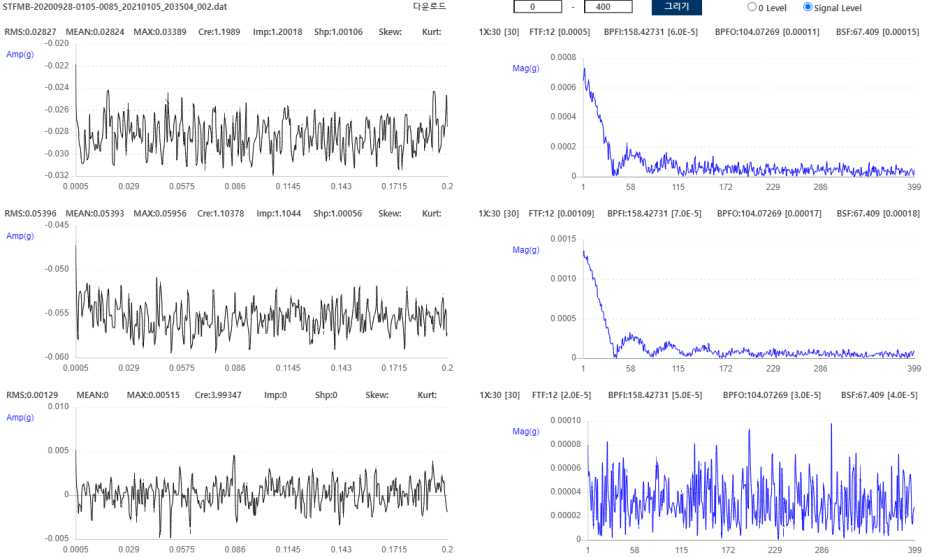 STFMB-20200928-0105-0085_20210105_203504_002.dat 다운로드 0 - 400 그리기 0 Level Signal Level
RMS:0.02827 MEAN:0.02824 MAX:0.03389 Cre:1.1989 Imp:1.20018 Shp:1.00106 Skew: Kurt: 1X:30 [30] FTF:12 [0.0005] BPFI:158.42731 [6.0E-5] BPFO:104.07269 [0.00011] BSF:67.409 [0.00015]
Amp(g)
-0.020
-0.024
-0.026
-0.028
-0.030
-0.032
0.0005 0.029 0.0575 0.086 0.1145 0.143 0.1715 0.2
Mag(g)
0.0008
0.0006
0.0004
0.0002
0
1 58 115 172 229 286 399
RMS:0.05396 MEAN:0.05393 MAX:0.05956 Cre:1.10378 Imp:1.1044 Shp:1.00056 Skew: Kurt: 1X:30 [30] FTF:12 [0.00109] BPFI:158.42731 [7.0E-5] BPFO:104.07269 [0.00017] BSF:67.409 [0.00018]
Amp(g)
-0.045
-0.050
-0.055
-0.060
0.0005 0.029 0.0575 0.086 0.1145 0.143 0.1715 0.2
Mag(g)
0.0015
0.0010
0.0005
0
1 58 115 172 229 286 399
RMS:0.00129 MEAN:0 MAX:0.00515 Cre:3.99347 Imp:0 Shp:0 Skew: Kurt: 1X:30 [30] FTF:12 [2.0E-5] BPFI:158.42731 [5.0E-5] BPFO:104.07269 [3.0E-5] BSF:67.409 [4.0E-5]
Amp(g)
0.010
0.005
0
-0.005
0.0005 0.029 0.0575 0.086 0.1145 0.143 0.1715 0.2
Mag(g)
0.00010
0.00008
0.00006
0.00004
0.00002
0
1 58 115 172 229 286 399